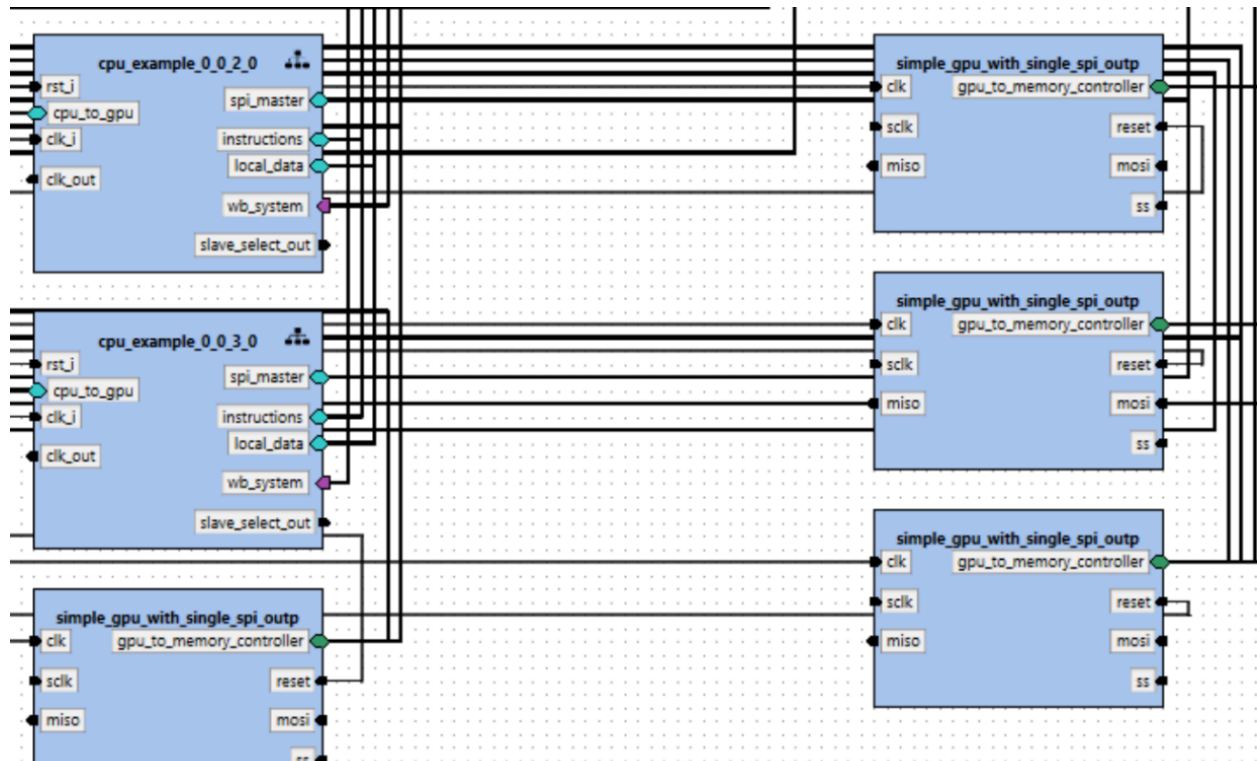 cpu_example_0_0_2_0
rst_i
spi_master
cpu_to_gpu
clk_i
instructions
local_data
clk_out
wb_system
slave_select_out
simple_gpu_with_single_spi_outp
clk
gpu_to_memory_controller
sclk
reset
miso
mosi
ss
cpu_example_0_0_3_0
rst_i
spi_master
cpu_to_gpu
clk_i
instructions
local_data
clk_out
wb_system
slave_select_out
simple_gpu_with_single_spi_outp
clk
gpu_to_memory_controller
sclk
reset
miso
mosi
ss
simple_gpu_with_single_spi_outp
clk
gpu_to_memory_controller
sclk
reset
miso
mosi
ss
simple_gpu_with_single_spi_outp
clk
gpu_to_memory_controller
sclk
reset
miso
mosi
ss